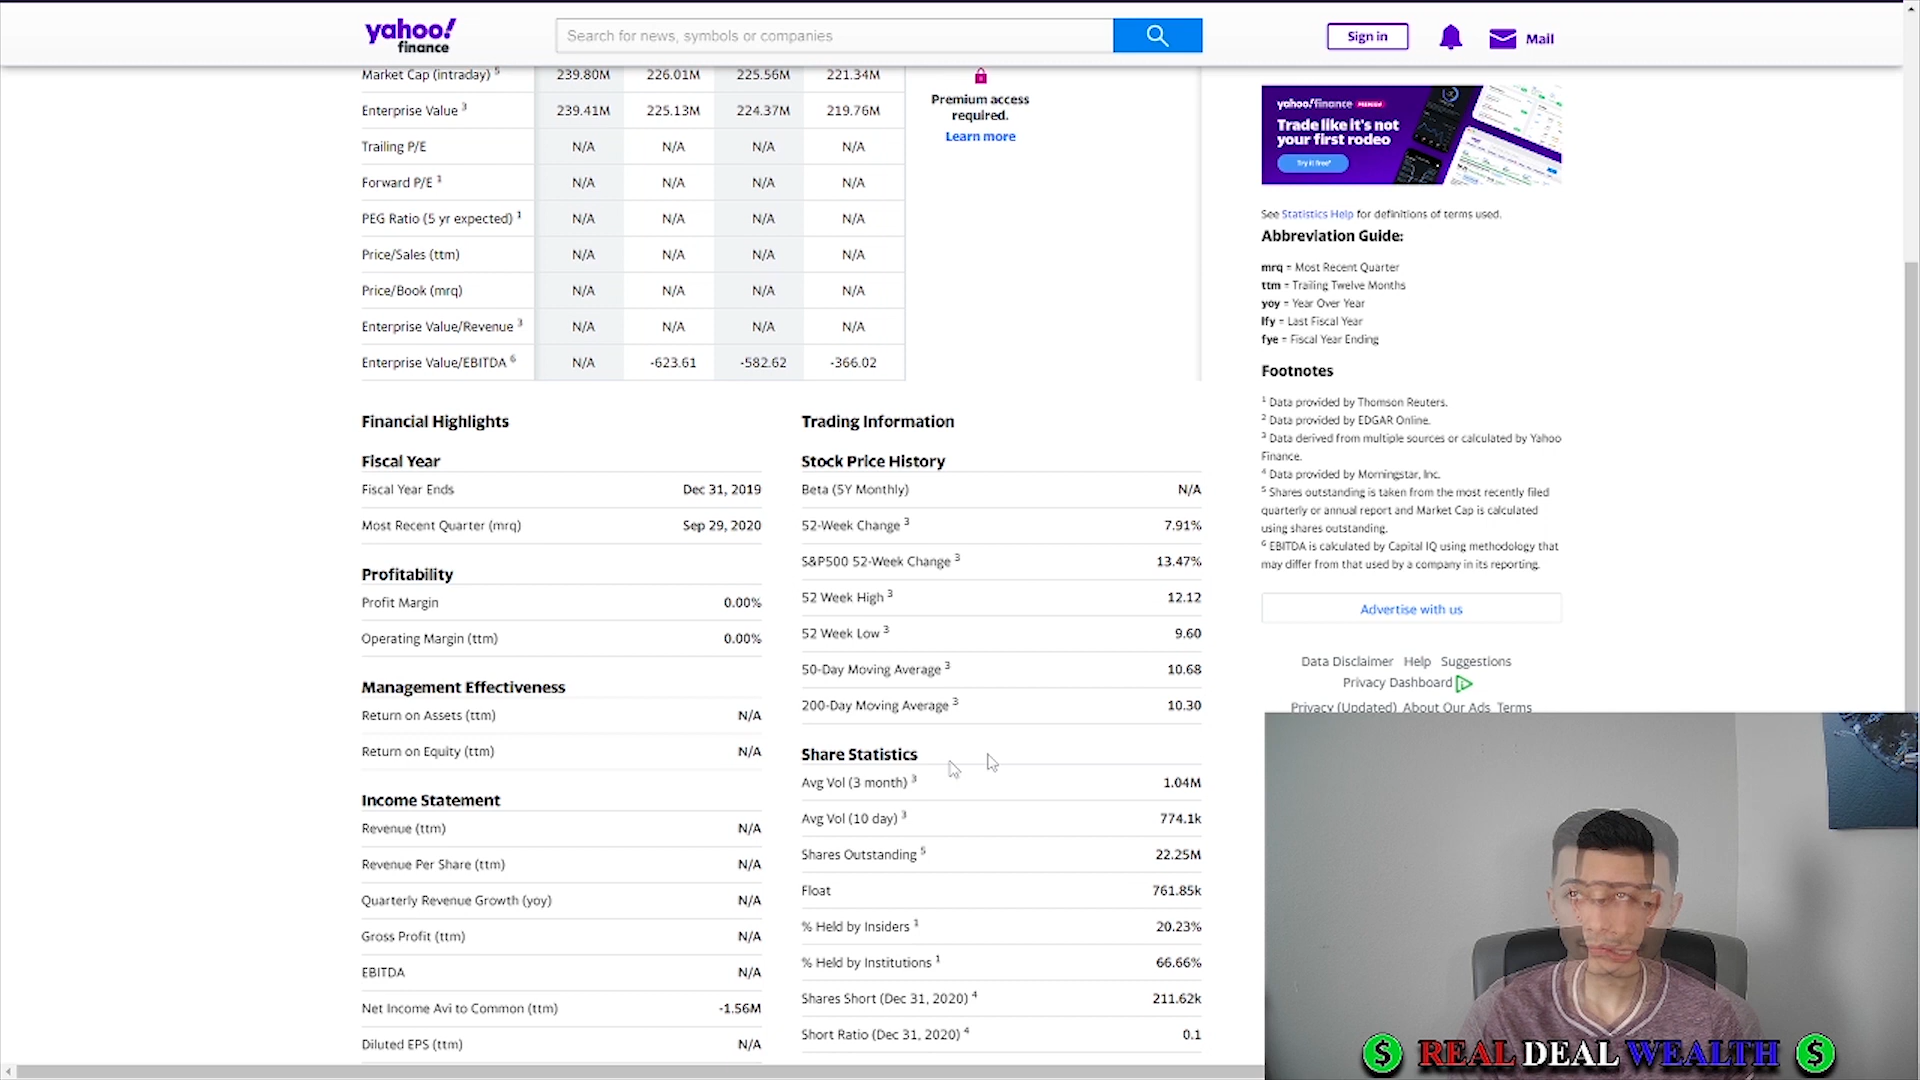 yahoo!
finance
Search for news, symbols or companies
Sign in
Mail
Market Cap (intraday) 5 239.80M 226.01M 225.56M 221.34M
Enterprise Value 3 239.41M 225.13M 224.37M 219.76M
Trailing P/E N/A N/A N/A N/A
Forward P/E 1 N/A N/A N/A N/A
PEG Ratio (5 yr expected) 1 N/A N/A N/A N/A
Price/Sales (ttm) N/A N/A N/A N/A
Price/Book (mrq) N/A N/A N/A N/A
Enterprise Value/Revenue 3 N/A N/A N/A N/A
Enterprise Value/EBITDA 6 N/A -623.61 -582.62 -366.02
Premium access
required.
Learn more
Financial Highlights
Fiscal Year
Fiscal Year Ends Dec 31, 2019
Most Recent Quarter (mrq) Sep 29, 2020
Profitability
Profit Margin 0.00%
Operating Margin (ttm) 0.00%
Management Effectiveness
Return on Assets (ttm) N/A
Return on Equity (ttm) N/A
Income Statement
Revenue (ttm) N/A
Revenue Per Share (ttm) N/A
Quarterly Revenue Growth (yoy) N/A
Gross Profit (ttm) N/A
EBITDA N/A
Net Income Avi to Common (ttm) -1.56M
Diluted EPS (ttm) N/A
Trading Information
Stock Price History
Beta (5Y Monthly) N/A
52-Week Change 3 7.91%
S&P500 52-Week Change 3 13.47%
52 Week High 3 12.12
52 Week Low 3 9.60
50-Day Moving Average 3 10.68
200-Day Moving Average 3 10.30
Share Statistics
Avg Vol (3 month) 3 1.04M
Avg Vol (10 day) 3 774.1k
Shares Outstanding 5 22.25M
Float 761.85k
% Held by Insiders 1 20.23%
% Held by Institutions 1 66.66%
Shares Short (Dec 31, 2020) 4 211.62k
Short Ratio (Dec 31, 2020) 4 0.1
yahoo!finance PREMIUM
Trade like it's not
your first rodeo
Try it free*
See Statistics Help for definitions of terms used.
Abbreviation Guide:
mrq = Most Recent Quarter
ttm = Trailing Twelve Months
yoy = Year Over Year
lfy = Last Fiscal Year
fye = Fiscal Year Ending
Footnotes
1 Data provided by Thomson Reuters.
2 Data provided by EDGAR Online.
3 Data derived from multiple sources or calculated by Yahoo
Finance.
4 Data provided by Morningstar, Inc.
5 Shares outstanding is taken from the most recently filed
quarterly or annual report and Market Cap is calculated
using shares outstanding.
6 EBITDA is calculated by Capital IQ using methodology that
may differ from that used by a company in its reporting.
Advertise with us
Data Disclaimer Help Suggestions
Privacy Dashboard
Privacy (Updated) About Our Ads Terms
$ REAL DEAL WEALTH $